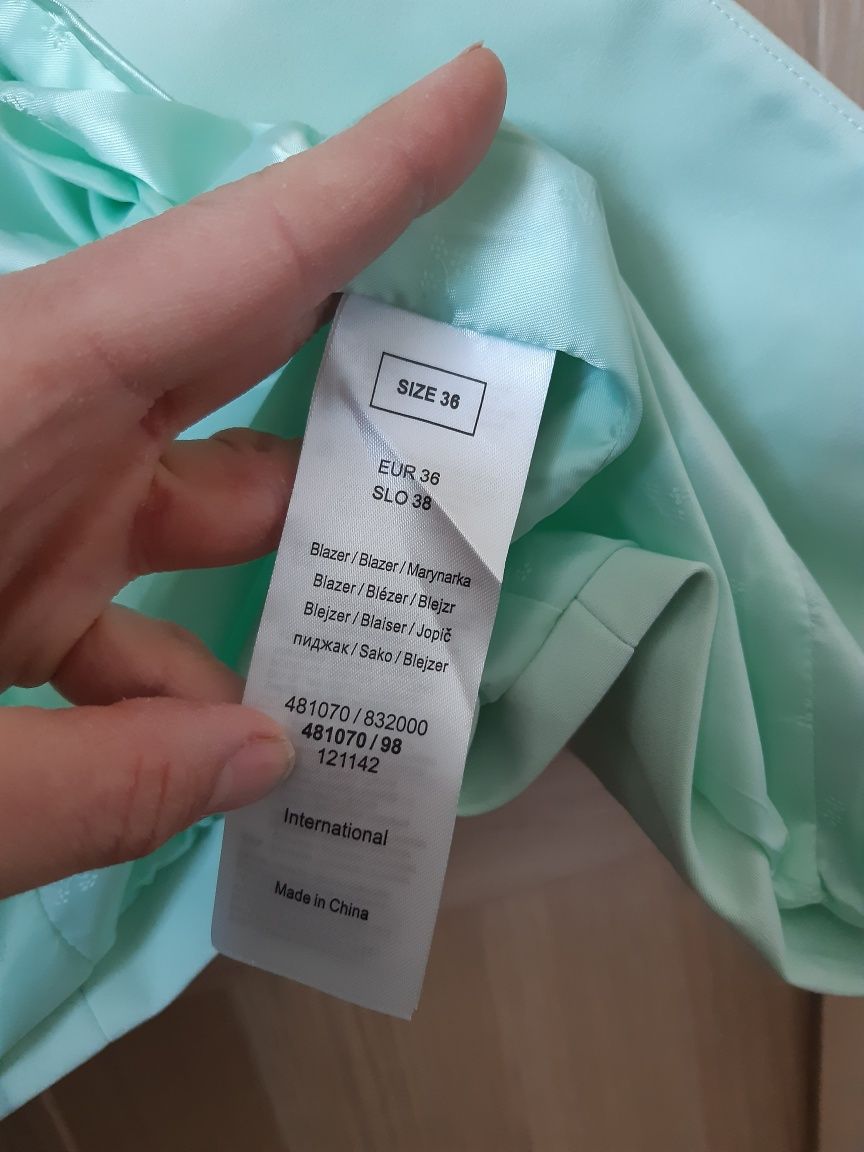 SIZE 36
EUR 36
SLO 38
Blazer / Blazer / Marynarka
Blazer / Blézer / Blejzr
Blejzer / Blaiser / Jopič
пиджак / Sako / Blejzer
481070 / 832000
481070 / 98
121142
International
Made in China